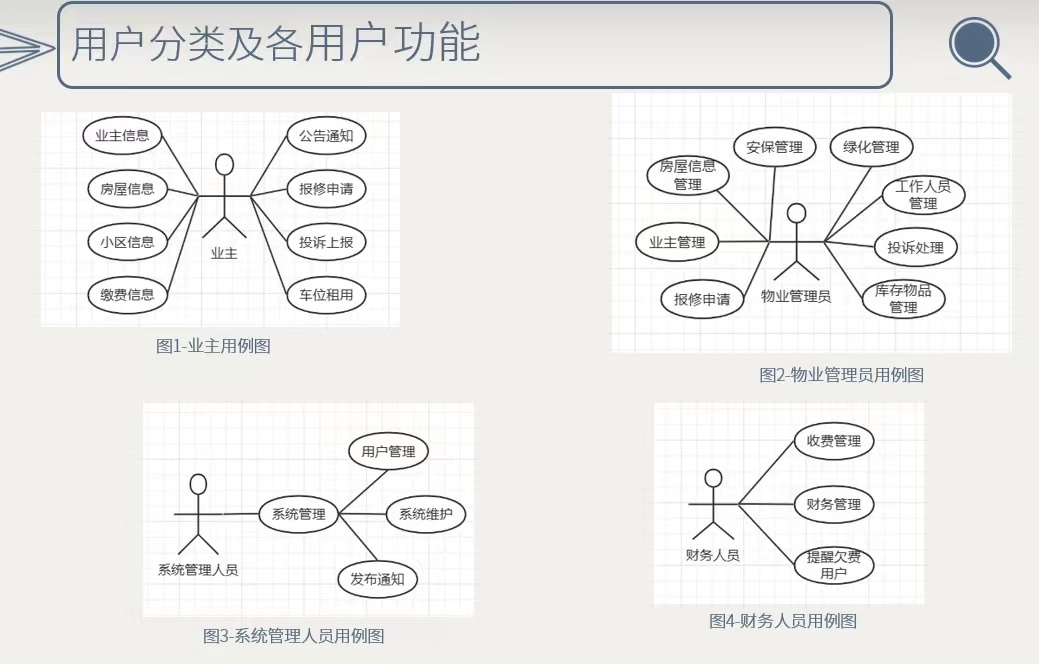 用户分类及各用户功能
业主信息
房屋信息
小区信息
缴费信息
业主
公告通知
报修申请
投诉上报
车位租用
图1-业主用例图
安保管理
绿化管理
房屋信息
管理
工作人员
管理
业主管理
投诉处理
报修申请
物业管理员
库存物品
管理
图2-物业管理员用例图
用户管理
系统管理
系统维护
发布通知
系统管理人员
图3-系统管理人员用例图
收费管理
财务管理
提醒欠费
用户
财务人员
图4-财务人员用例图